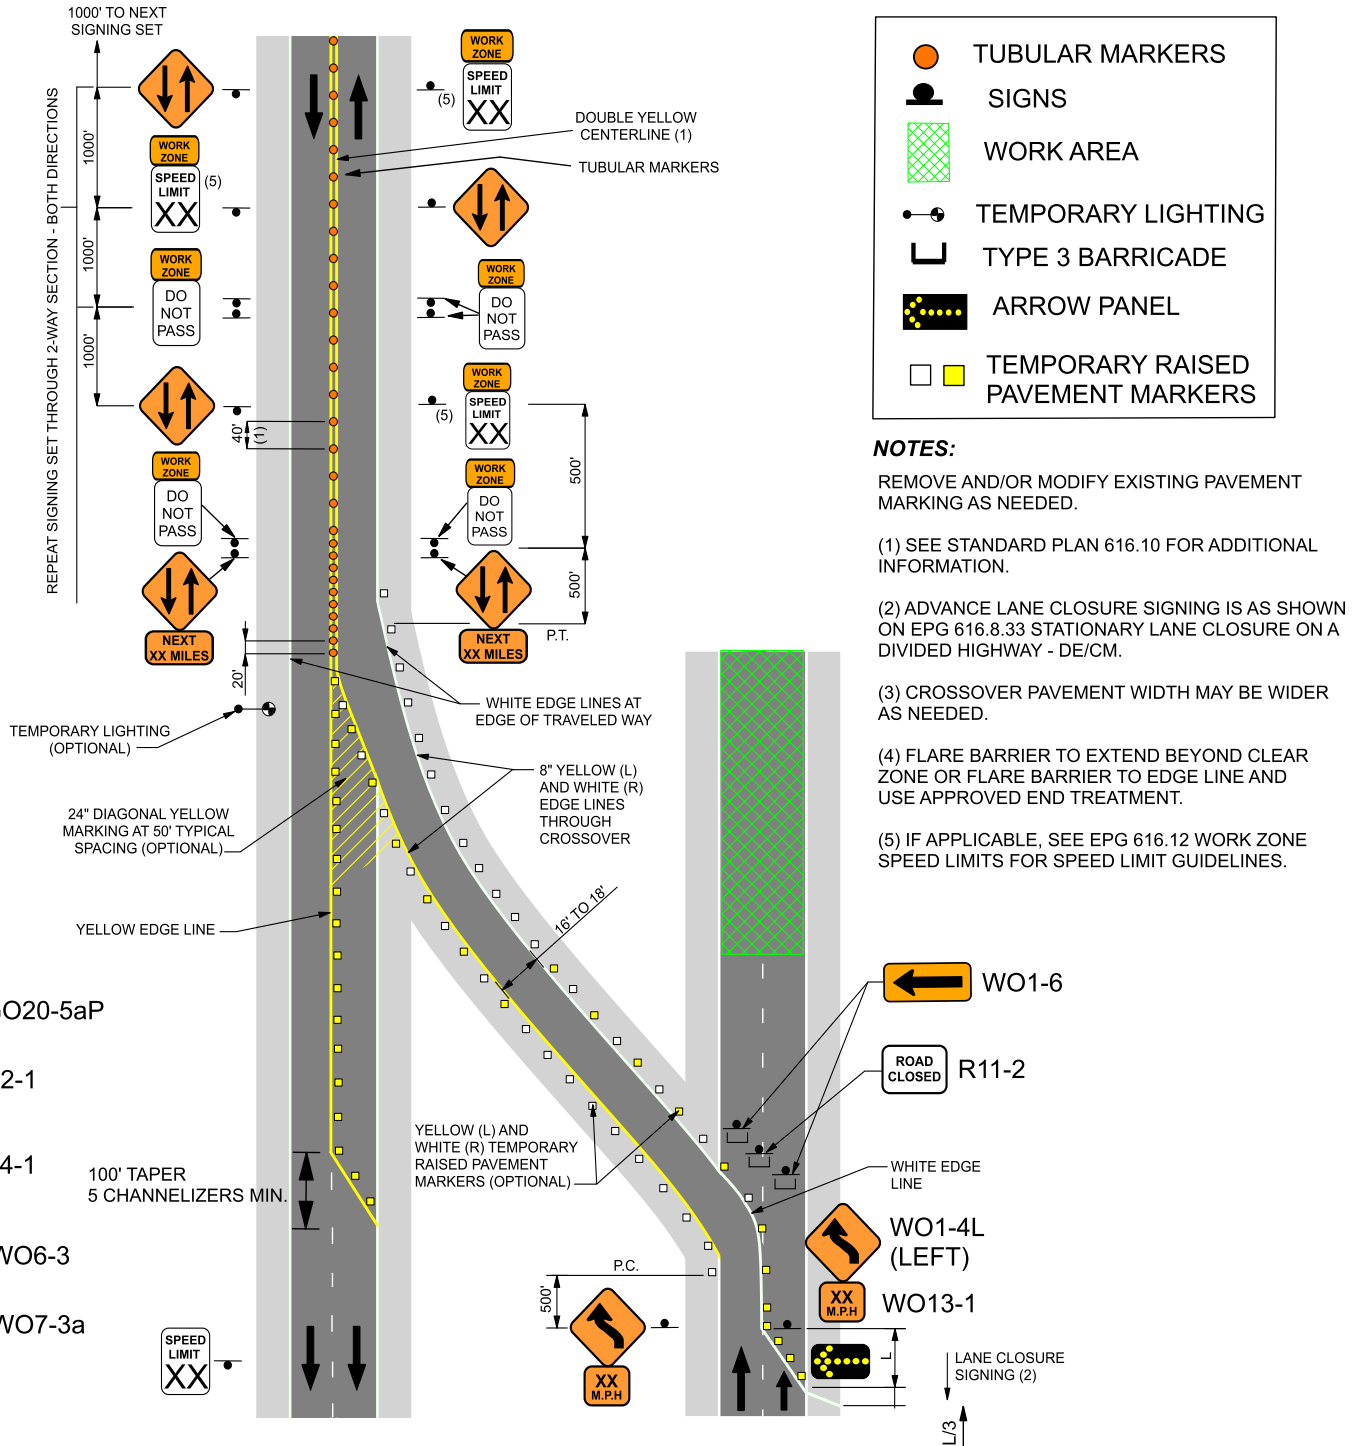 1000' TO NEXT
SIGNING SET
REPEAT SIGNING SET THROUGH 2-WAY SECTION - BOTH DIRECTIONS
1000'
1000'
1000'
WORK
ZONE
SPEED
LIMIT
XX
(5)
WORK
ZONE
DO
NOT
PASS
WORK
ZONE
DO
NOT
PASS
NEXT
XX MILES
40'
(1)
20'
WORK
ZONE
SPEED
LIMIT
XX
(5)
DOUBLE YELLOW
CENTERLINE (1)
TUBULAR MARKERS
WORK
ZONE
DO
NOT
PASS
WORK
ZONE
SPEED
LIMIT
XX
(5)
WORK
ZONE
DO
NOT
PASS
NEXT
XX MILES
500'
500'
P.T.
WHITE EDGE LINES AT
EDGE OF TRAVELED WAY
TEMPORARY LIGHTING
(OPTIONAL)
8" YELLOW (L)
AND WHITE (R)
EDGE LINES
THROUGH
CROSSOVER
24" DIAGONAL YELLOW
MARKING AT 50' TYPICAL
SPACING (OPTIONAL)
YELLOW EDGE LINE
16' TO 18'
O20-5aP
2-1
4-1
WO6-3
WO7-3a
100' TAPER
5 CHANNELIZERS MIN.
YELLOW (L) AND
WHITE (R) TEMPORARY
RAISED PAVEMENT
MARKERS (OPTIONAL)
P.C.
500'
XX
M.P.H
SPEED
LIMIT
XX
TUBULAR MARKERS
SIGNS
WORK AREA
TEMPORARY LIGHTING
TYPE 3 BARRICADE
ARROW PANEL
TEMPORARY RAISED
PAVEMENT MARKERS
NOTES:
REMOVE AND/OR MODIFY EXISTING PAVEMENT
MARKING AS NEEDED.
(1) SEE STANDARD PLAN 616.10 FOR ADDITIONAL
INFORMATION.
(2) ADVANCE LANE CLOSURE SIGNING IS AS SHOWN
ON EPG 616.8.33 STATIONARY LANE CLOSURE ON A
DIVIDED HIGHWAY - DE/CM.
(3) CROSSOVER PAVEMENT WIDTH MAY BE WIDER
AS NEEDED.
(4) FLARE BARRIER TO EXTEND BEYOND CLEAR
ZONE OR FLARE BARRIER TO EDGE LINE AND
USE APPROVED END TREATMENT.
(5) IF APPLICABLE, SEE EPG 616.12 WORK ZONE
SPEED LIMITS FOR SPEED LIMIT GUIDELINES.
WO1-6
ROAD
CLOSED
R11-2
WHITE EDGE
LINE
WO1-4L
(LEFT)
XX
M.P.H
WO13-1
L
LANE CLOSURE
SIGNING (2)
L/3